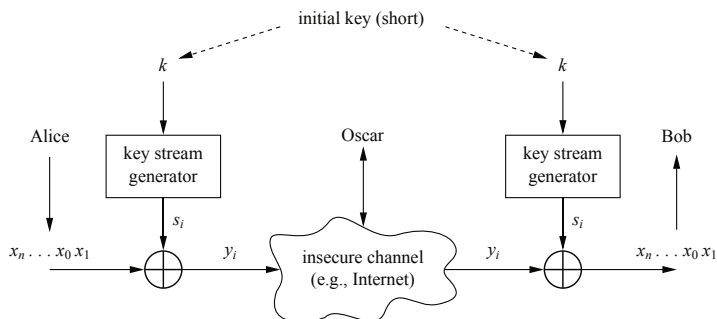 initial key (short)
k
k
Alice
key stream
generator
Oscar
key stream
generator
Bob
s_i
s_i
x_n . . . x_0 x_1
y_i
insecure channel
(e.g., Internet)
y_i
x_n . . . x_0 x_1